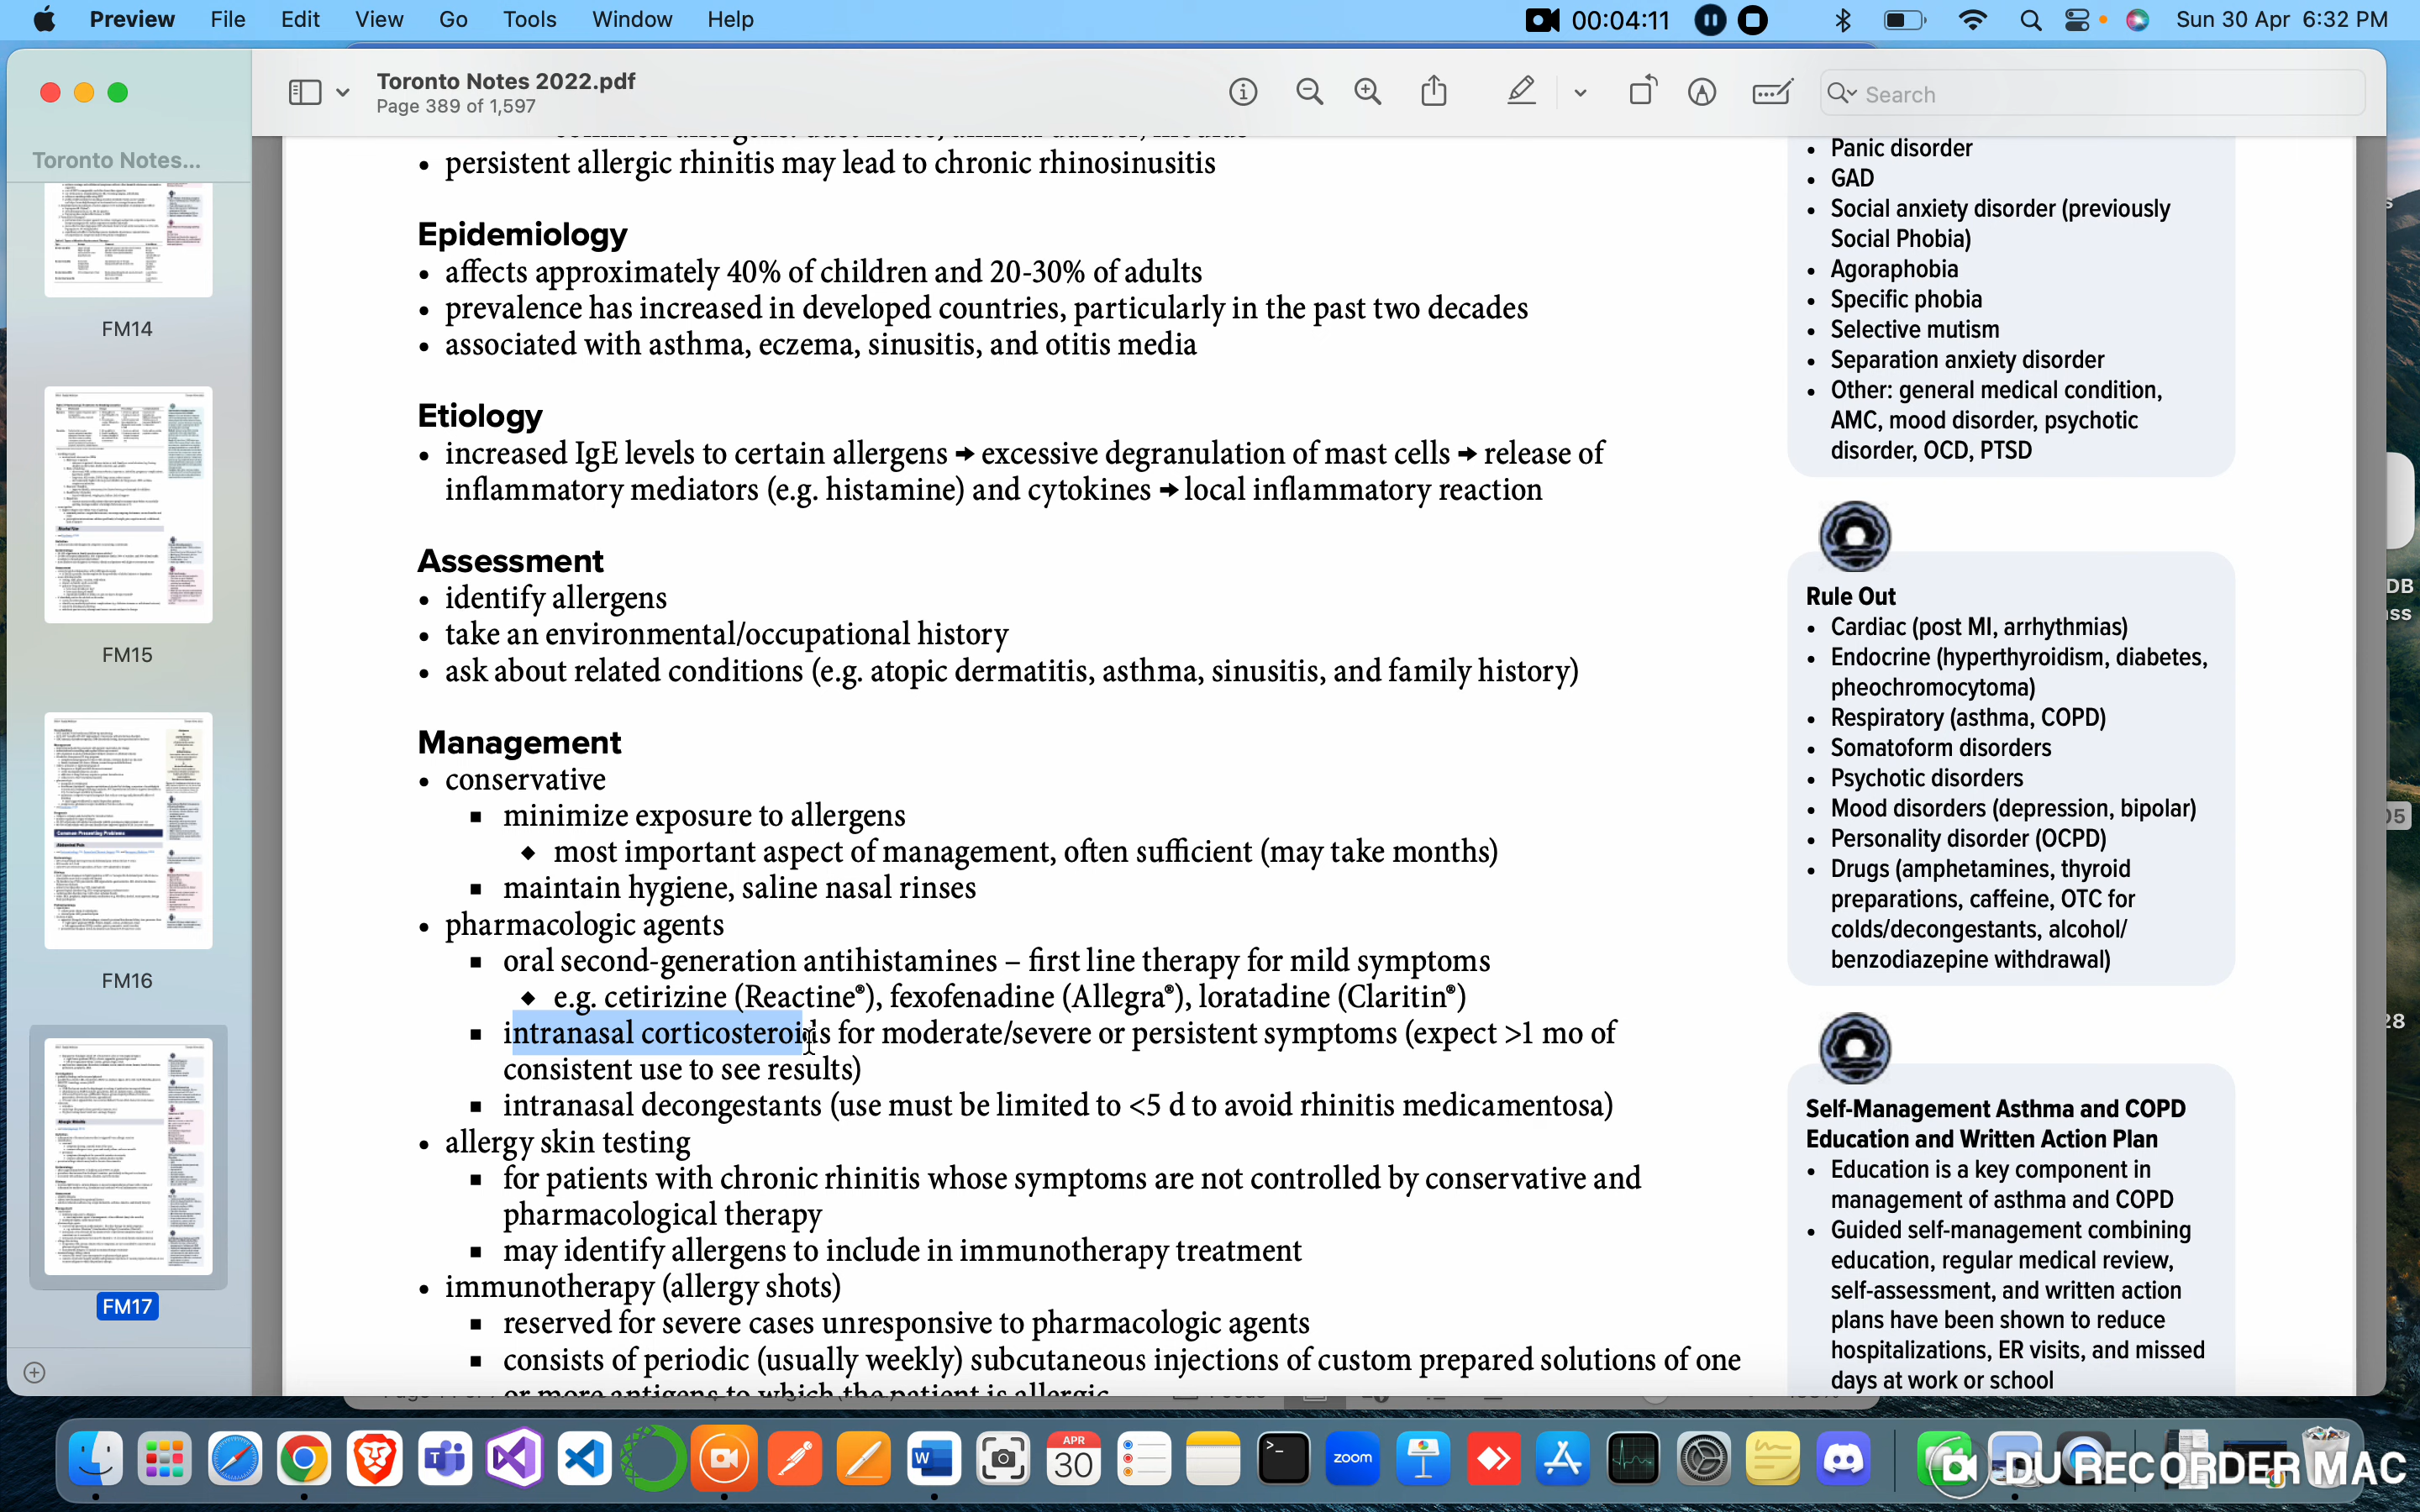 Preview File Edit View Go Tools Window Help
00:04:11
Sun 30 Apr 6:32 PM
Toronto Notes 2022.pdf
Page 389 of 1,597
Search
Toronto Notes...
FM14
FM15
Common Presenting Problems
FM16
FM17
• persistent allergic rhinitis may lead to chronic rhinosinusitis
Epidemiology
• affects approximately 40% of children and 20-30% of adults
• prevalence has increased in developed countries, particularly in the past two decades
• associated with asthma, eczema, sinusitis, and otitis media
Etiology
• increased IgE levels to certain allergens → excessive degranulation of mast cells → release of
inflammatory mediators (e.g. histamine) and cytokines → local inflammatory reaction
Assessment
• identify allergens
• take an environmental/occupational history
• ask about related conditions (e.g. atopic dermatitis, asthma, sinusitis, and family history)
Management
• conservative
▪ minimize exposure to allergens
◆ most important aspect of management, often sufficient (may take months)
▪ maintain hygiene, saline nasal rinses
• pharmacologic agents
▪ oral second-generation antihistamines – first line therapy for mild symptoms
◆ e.g. cetirizine (Reactine®), fexofenadine (Allegra®), loratadine (Claritin®)
▪ intranasal corticosteroids for moderate/severe or persistent symptoms (expect >1 mo of
consistent use to see results)
▪ intranasal decongestants (use must be limited to <5 d to avoid rhinitis medicamentosa)
• allergy skin testing
▪ for patients with chronic rhinitis whose symptoms are not controlled by conservative and
pharmacological therapy
▪ may identify allergens to include in immunotherapy treatment
• immunotherapy (allergy shots)
▪ reserved for severe cases unresponsive to pharmacologic agents
▪ consists of periodic (usually weekly) subcutaneous injections of custom prepared solutions of one
or more antigens to which the patient is allergic
• Panic disorder
• GAD
• Social anxiety disorder (previously
Social Phobia)
• Agoraphobia
• Specific phobia
• Selective mutism
• Separation anxiety disorder
• Other: general medical condition,
AMC, mood disorder, psychotic
disorder, OCD, PTSD
Rule Out
• Cardiac (post MI, arrhythmias)
• Endocrine (hyperthyroidism, diabetes,
pheochromocytoma)
• Respiratory (asthma, COPD)
• Somatoform disorders
• Psychotic disorders
• Mood disorders (depression, bipolar)
• Personality disorder (OCPD)
• Drugs (amphetamines, thyroid
preparations, caffeine, OTC for
colds/decongestants, alcohol/
benzodiazepine withdrawal)
Self-Management Asthma and COPD
Education and Written Action Plan
• Education is a key component in
management of asthma and COPD
• Guided self-management combining
education, regular medical review,
self-assessment, and written action
plans have been shown to reduce
hospitalizations, ER visits, and missed
days at work or school
APR
30
zoom
DU RECORDER MAC